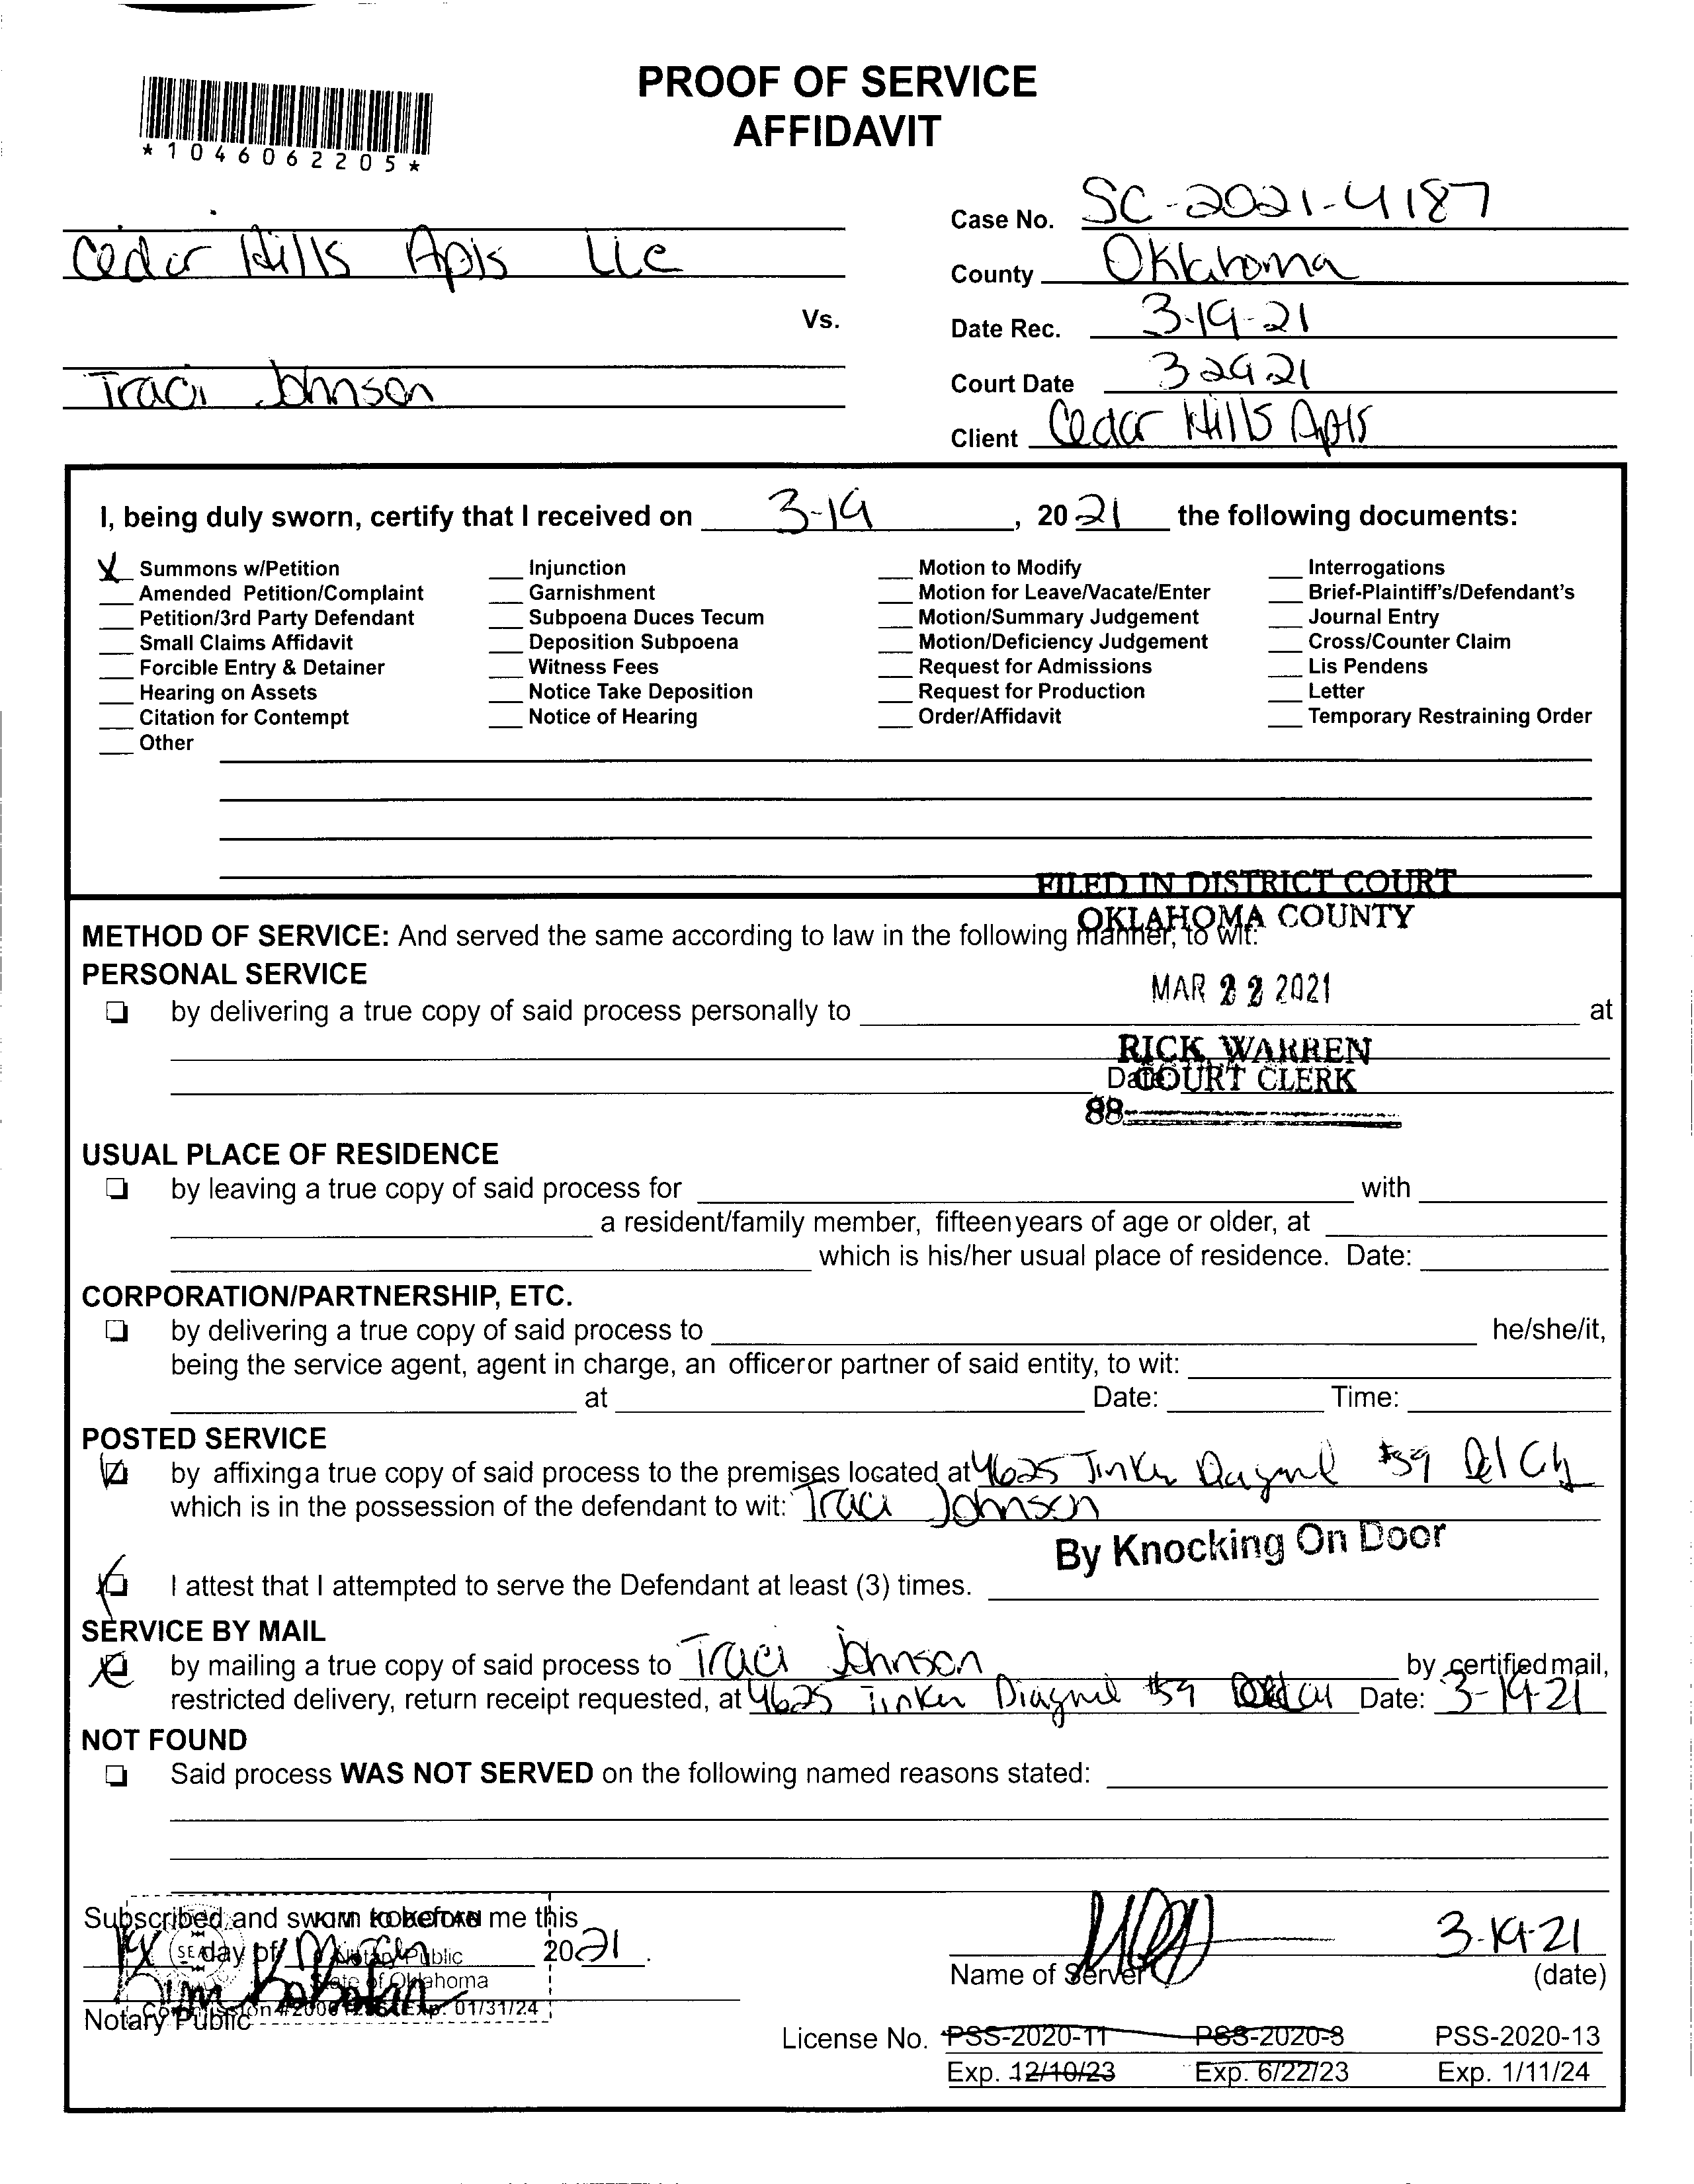 PROOF OF SERVICE
AFFIDAVIT
*1046062205*
Case No. SC-2021-4187
Cedar Hills Apts LLC
County Oklahoma
Vs.
Date Rec. 3-19-21
Traci Johnson
Court Date 3 29 21
Client Cedar Hills Apts
I, being duly sworn, certify that I received on 3-19, 20 21 the following documents:
X Summons w/Petition
Amended Petition/Complaint
Petition/3rd Party Defendant
Small Claims Affidavit
Forcible Entry & Detainer
Hearing on Assets
Citation for Contempt
Other
Injunction
Garnishment
Subpoena Duces Tecum
Deposition Subpoena
Witness Fees
Notice Take Deposition
Notice of Hearing
Motion to Modify
Motion for Leave/Vacate/Enter
Motion/Summary Judgement
Motion/Deficiency Judgement
Request for Admissions
Request for Production
Order/Affidavit
Interrogations
Brief-Plaintiff's/Defendant's
Journal Entry
Cross/Counter Claim
Lis Pendens
Letter
Temporary Restraining Order
FILED IN DISTRICT COURT
OKLAHOMA COUNTY
MAR 22 2021
RICK WARREN
COURT CLERK
88
METHOD OF SERVICE: And served the same according to law in the following manner, to wit:
PERSONAL SERVICE
by delivering a true copy of said process personally to at
Date
USUAL PLACE OF RESIDENCE
by leaving a true copy of said process for with
a resident/family member, fifteen years of age or older, at
which is his/her usual place of residence. Date:
CORPORATION/PARTNERSHIP, ETC.
by delivering a true copy of said process to he/she/it,
being the service agent, agent in charge, an officer or partner of said entity, to wit:
at Date: Time:
POSTED SERVICE
by affixing a true copy of said process to the premises located at 4625 Tinker Diagnol #59 Del City
which is in the possession of the defendant to wit: Traci Johnson
By Knocking On Door
I attest that I attempted to serve the Defendant at least (3) times.
SERVICE BY MAIL
by mailing a true copy of said process to Traci Johnson by certified mail,
restricted delivery, return receipt requested, at 4625 Tinker Diagnol #59 Date: 3-19-21
NOT FOUND
Said process WAS NOT SERVED on the following named reasons stated:
Subscribed and sworn to before me this
19 day of March 2021.
SEAL
Notary Public
State of Oklahoma
Exp. 01/31/24
Notary Public
3-19-21
Name of Server (date)
License No. PSS-2020-11 PSS-2020-8 PSS-2020-13
Exp. 12/10/23 Exp. 6/22/23 Exp. 1/11/24